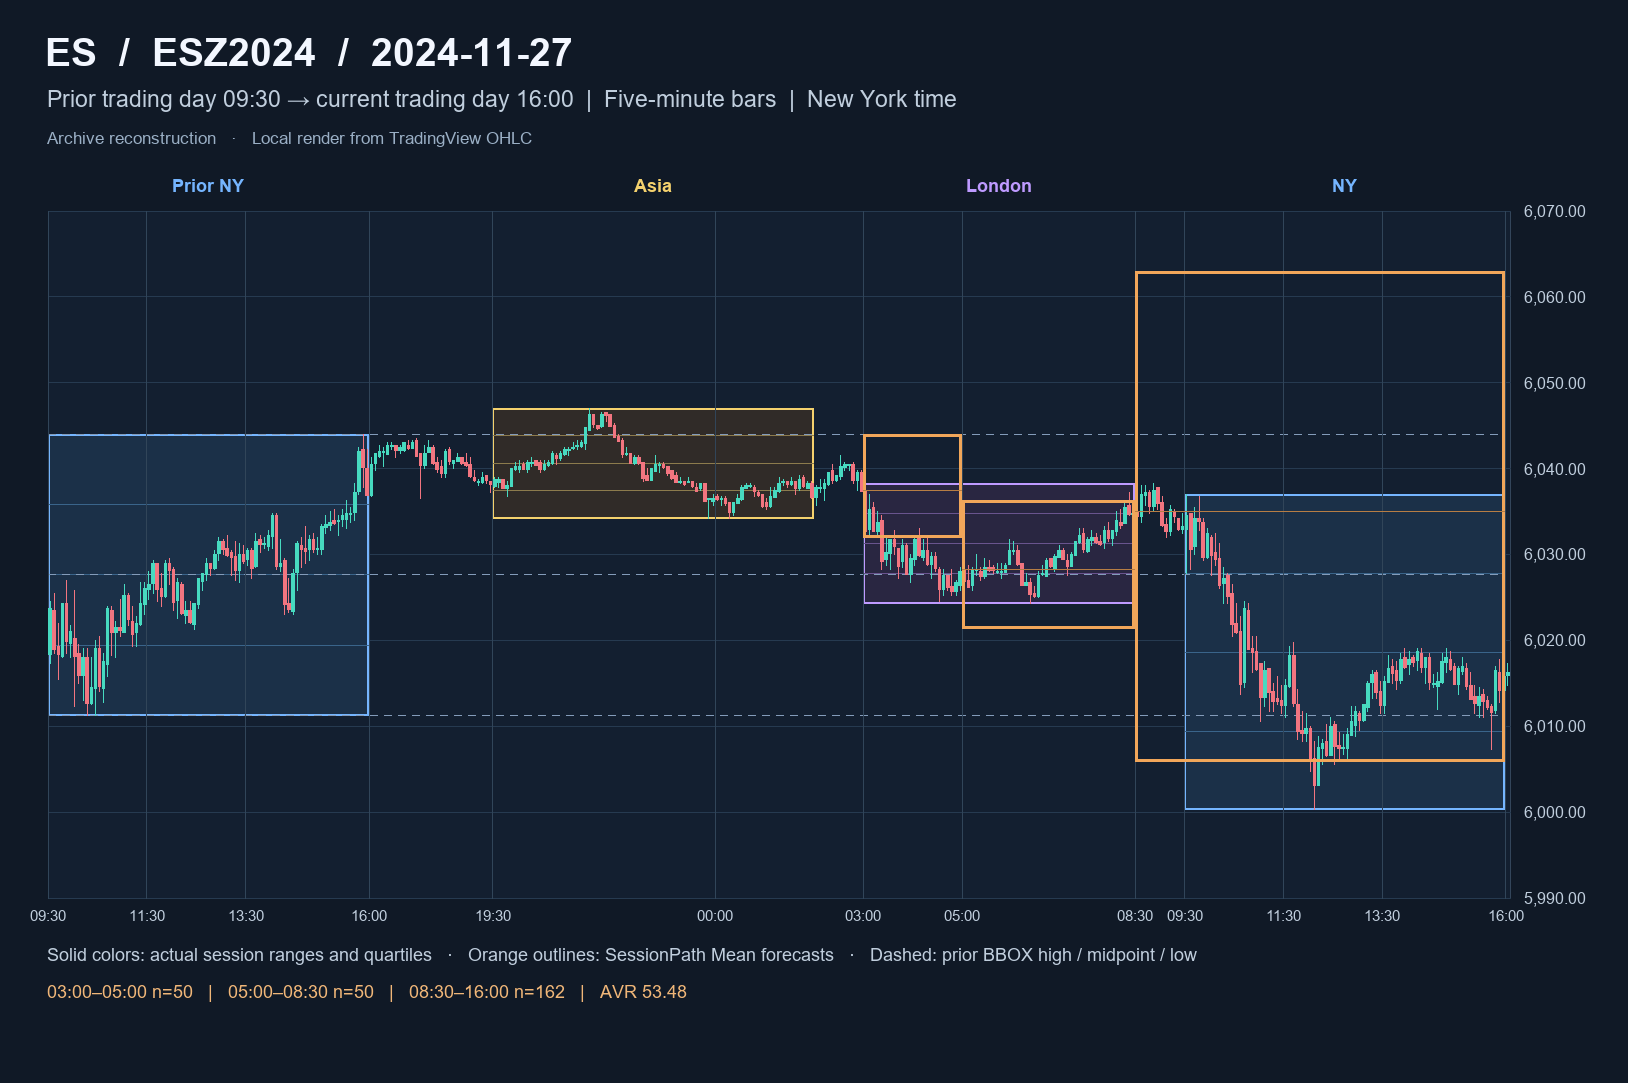 ES / ESZ2024 / 2024-11-27
Prior trading day 09:30 → current trading day 16:00 | Five-minute bars | New York time
Archive reconstruction · Local render from TradingView OHLC
Prior NY Asia London NY
6,070.00
6,060.00
6,050.00
6,040.00
6,030.00
6,020.00
6,010.00
6,000.00
5,990.00
09:30 11:30 13:30 16:00 19:30 00:00 03:00 05:00 08:30 09:30 11:30 13:30 16:00
Solid colors: actual session ranges and quartiles · Orange outlines: SessionPath Mean forecasts · Dashed: prior BBOX high / midpoint / low
03:00–05:00 n=50 | 05:00–08:30 n=50 | 08:30–16:00 n=162 | AVR 53.48